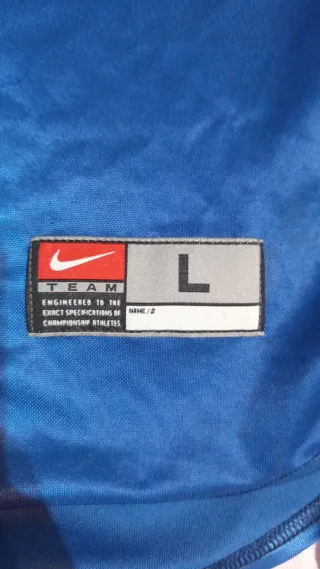 TEAM
ENGINEERED TO THE
EXACT SPECIFICATIONS OF
CHAMPIONSHIP ATHLETES
L
NAME / #